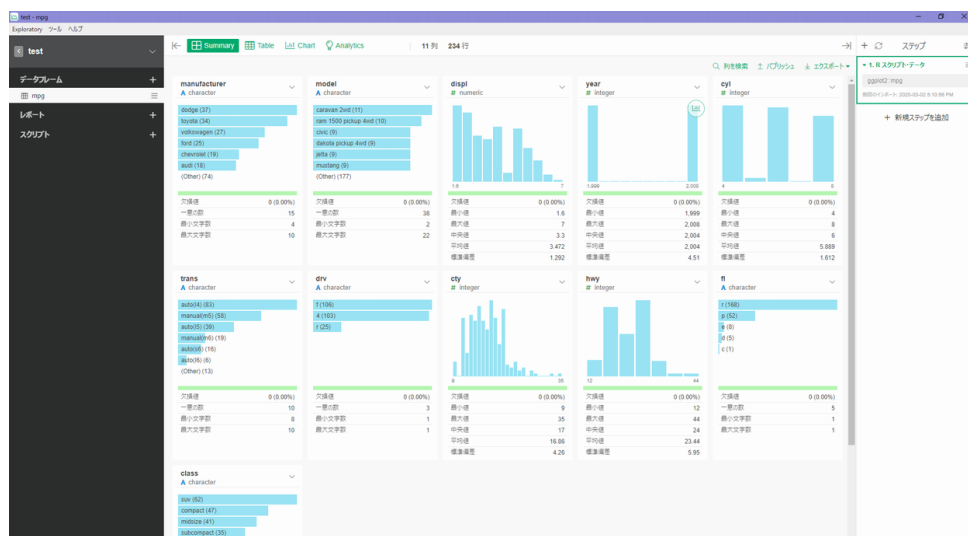 test - mpg
Exploratory ツール ヘルプ
test
Summary Table Chart Analytics 11 列 234 行
ステップ
データフレーム
mpg
レポート
スクリプト
列を検索 パブリッシュ エクスポート
1. R スクリプト・データ
ggplot2::mpg
前回のインポート: 2020-03-02 5:10:56 PM
新規ステップを追加
manufacturer
character
dodge (37)
toyota (34)
volkswagen (27)
ford (25)
chevrolet (19)
audi (18)
(Other) (74)
欠損値 0 (0.00%)
一意の数 15
最小文字数 4
最大文字数 10
model
character
caravan 2wd (11)
ram 1500 pickup 4wd (10)
civic (9)
dakota pickup 4wd (9)
jetta (9)
mustang (9)
(Other) (177)
欠損値 0 (0.00%)
一意の数 38
最小文字数 2
最大文字数 22
displ
# numeric
1.6 7
欠損値 0 (0.00%)
最小値 1.6
最大値 7
中央値 3.3
平均値 3.472
標準偏差 1.292
year
# integer
1,999 2,008
欠損値 0 (0.00%)
最小値 1,999
最大値 2,008
中央値 2,004
平均値 2,004
標準偏差 4.51
cyl
# integer
4 8
欠損値 0 (0.00%)
最小値 4
最大値 8
中央値 6
平均値 5.889
標準偏差 1.612
trans
character
auto(l4) (83)
manual(m5) (58)
auto(l5) (39)
manual(m6) (19)
auto(s6) (16)
auto(l6) (6)
(Other) (13)
欠損値 0 (0.00%)
一意の数 10
最小文字数 8
最大文字数 10
drv
character
f (106)
4 (103)
r (25)
欠損値 0 (0.00%)
一意の数 3
最小文字数 1
最大文字数 1
cty
# integer
9 35
欠損値 0 (0.00%)
最小値 9
最大値 35
中央値 17
平均値 16.86
標準偏差 4.26
hwy
# integer
12 44
欠損値 0 (0.00%)
最小値 12
最大値 44
中央値 24
平均値 23.44
標準偏差 5.95
fl
character
r (168)
p (52)
e (8)
d (5)
c (1)
欠損値 0 (0.00%)
一意の数 5
最小文字数 1
最大文字数 1
class
character
suv (62)
compact (47)
midsize (41)
subcompact (35)